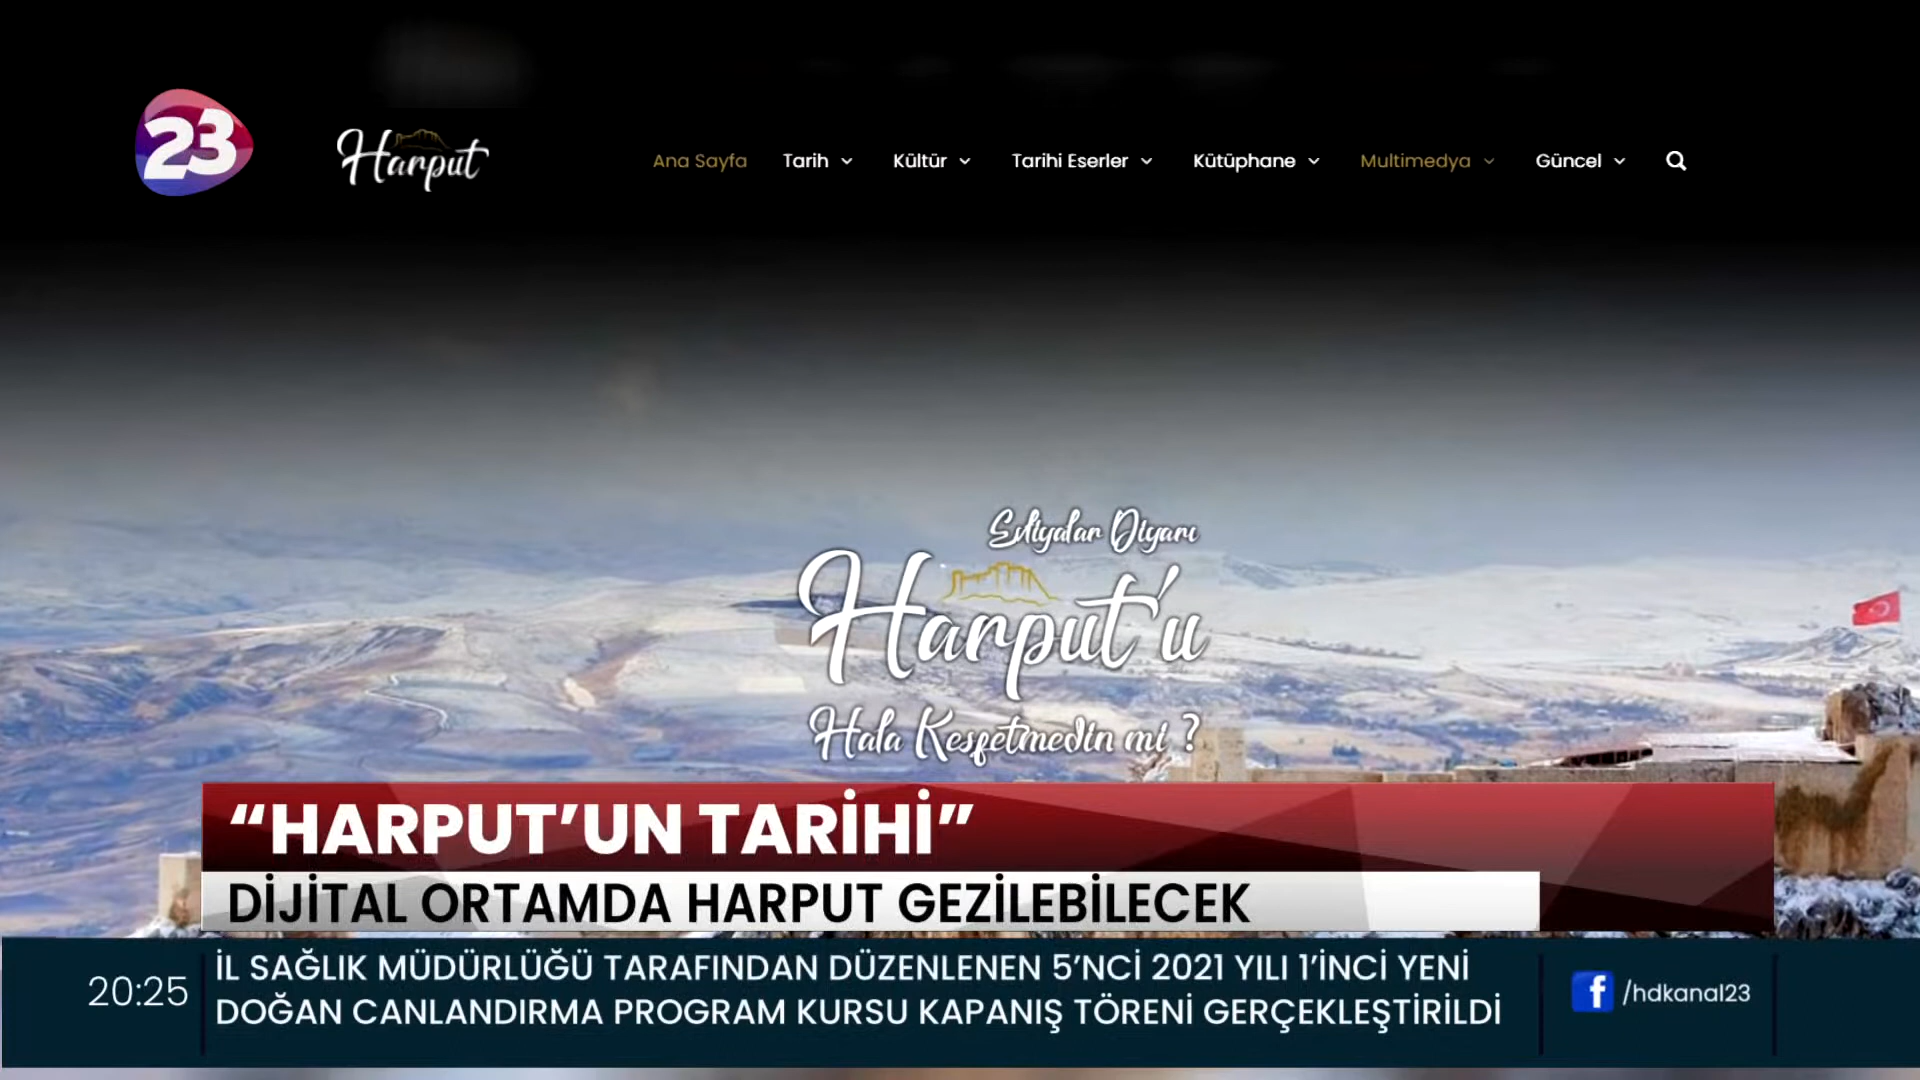 23
Harput
Ana Sayfa Tarih Kültür Tarihi Eserler Kütüphane Multimedya Güncel
Evliyalar Diyarı
Harput'u
Hala Keşfetmedin mi ?
“HARPUT’UN TARİHİ”
DİJİTAL ORTAMDA HARPUT GEZİLEBİLECEK
20:25
İL SAĞLIK MÜDÜRLÜĞÜ TARAFINDAN DÜZENLENEN 5’NCİ 2021 YILI 1’İNCİ YENİ
DOĞAN CANLANDIRMA PROGRAM KURSU KAPANIŞ TÖRENİ GERÇEKLEŞTİRİLDİ
f /hdkanal23